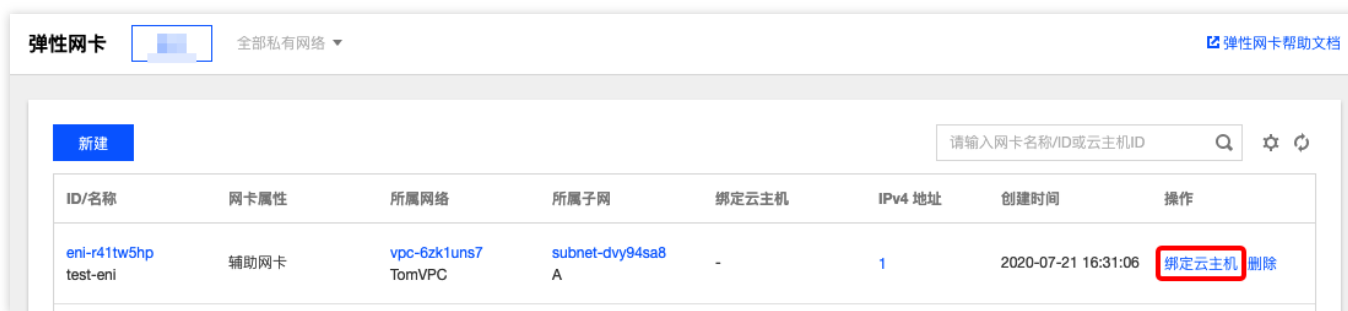 弹性网卡 全部私有网络 弹性网卡帮助文档
新建 请输入网卡名称/ID或云主机ID
ID/名称 网卡属性 所属网络 所属子网 绑定云主机 IPv4 地址 创建时间 操作
eni-r41tw5hp 辅助网卡 vpc-6zk1uns7 subnet-dvy94sa8 - 1 2020-07-21 16:31:06 绑定云主机 删除
test-eni TomVPC A